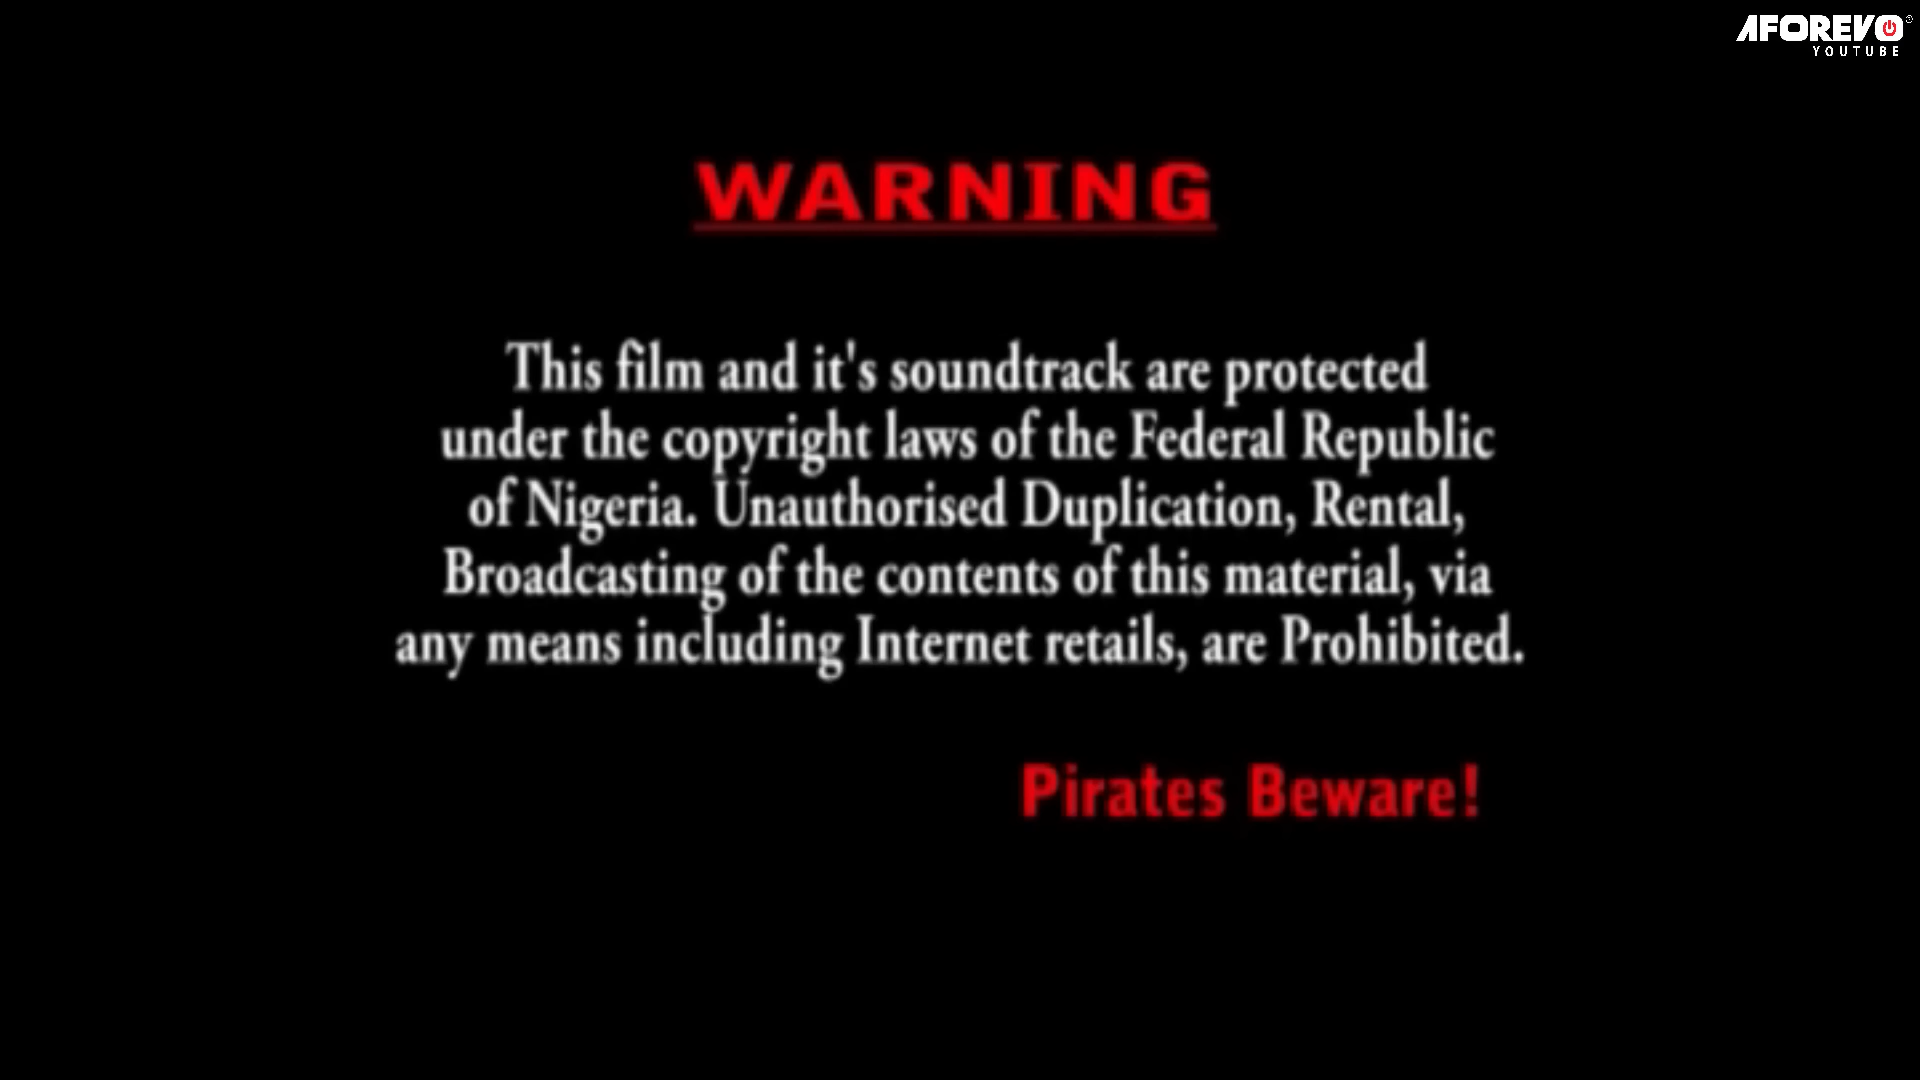 AFOREVO
YOUTUBE
WARNING
This film and it's soundtrack are protected
under the copyright laws of the Federal Republic
of Nigeria. Unauthorised Duplication, Rental,
Broadcasting of the contents of this material, via
any means including Internet retails, are Prohibited.
Pirates Beware!